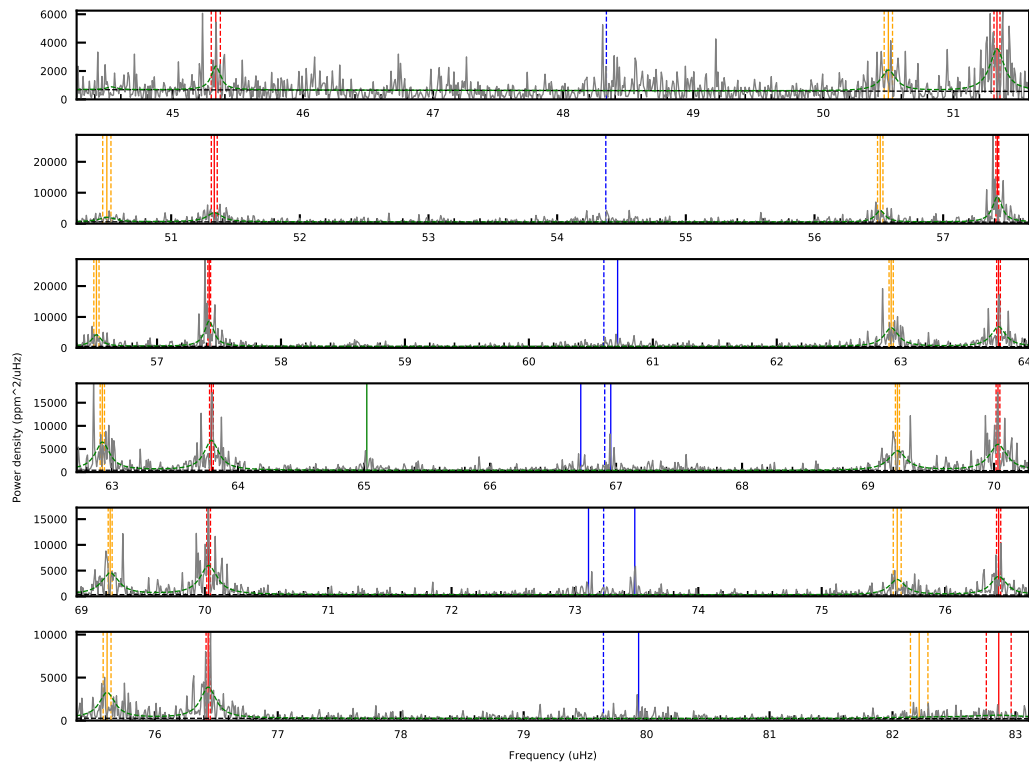 6000
4000
2000
0
45 46 47 48 49 50 51
20000
10000
0
51 52 53 54 55 56 57
20000
10000
0
57 58 59 60 61 62 63 64
Power density (ppm^2/uHz)
15000
10000
5000
0
63 64 65 66 67 68 69 70
15000
10000
5000
0
69 70 71 72 73 74 75 76
10000
5000
0
76 77 78 79 80 81 82 83
Frequency (uHz)